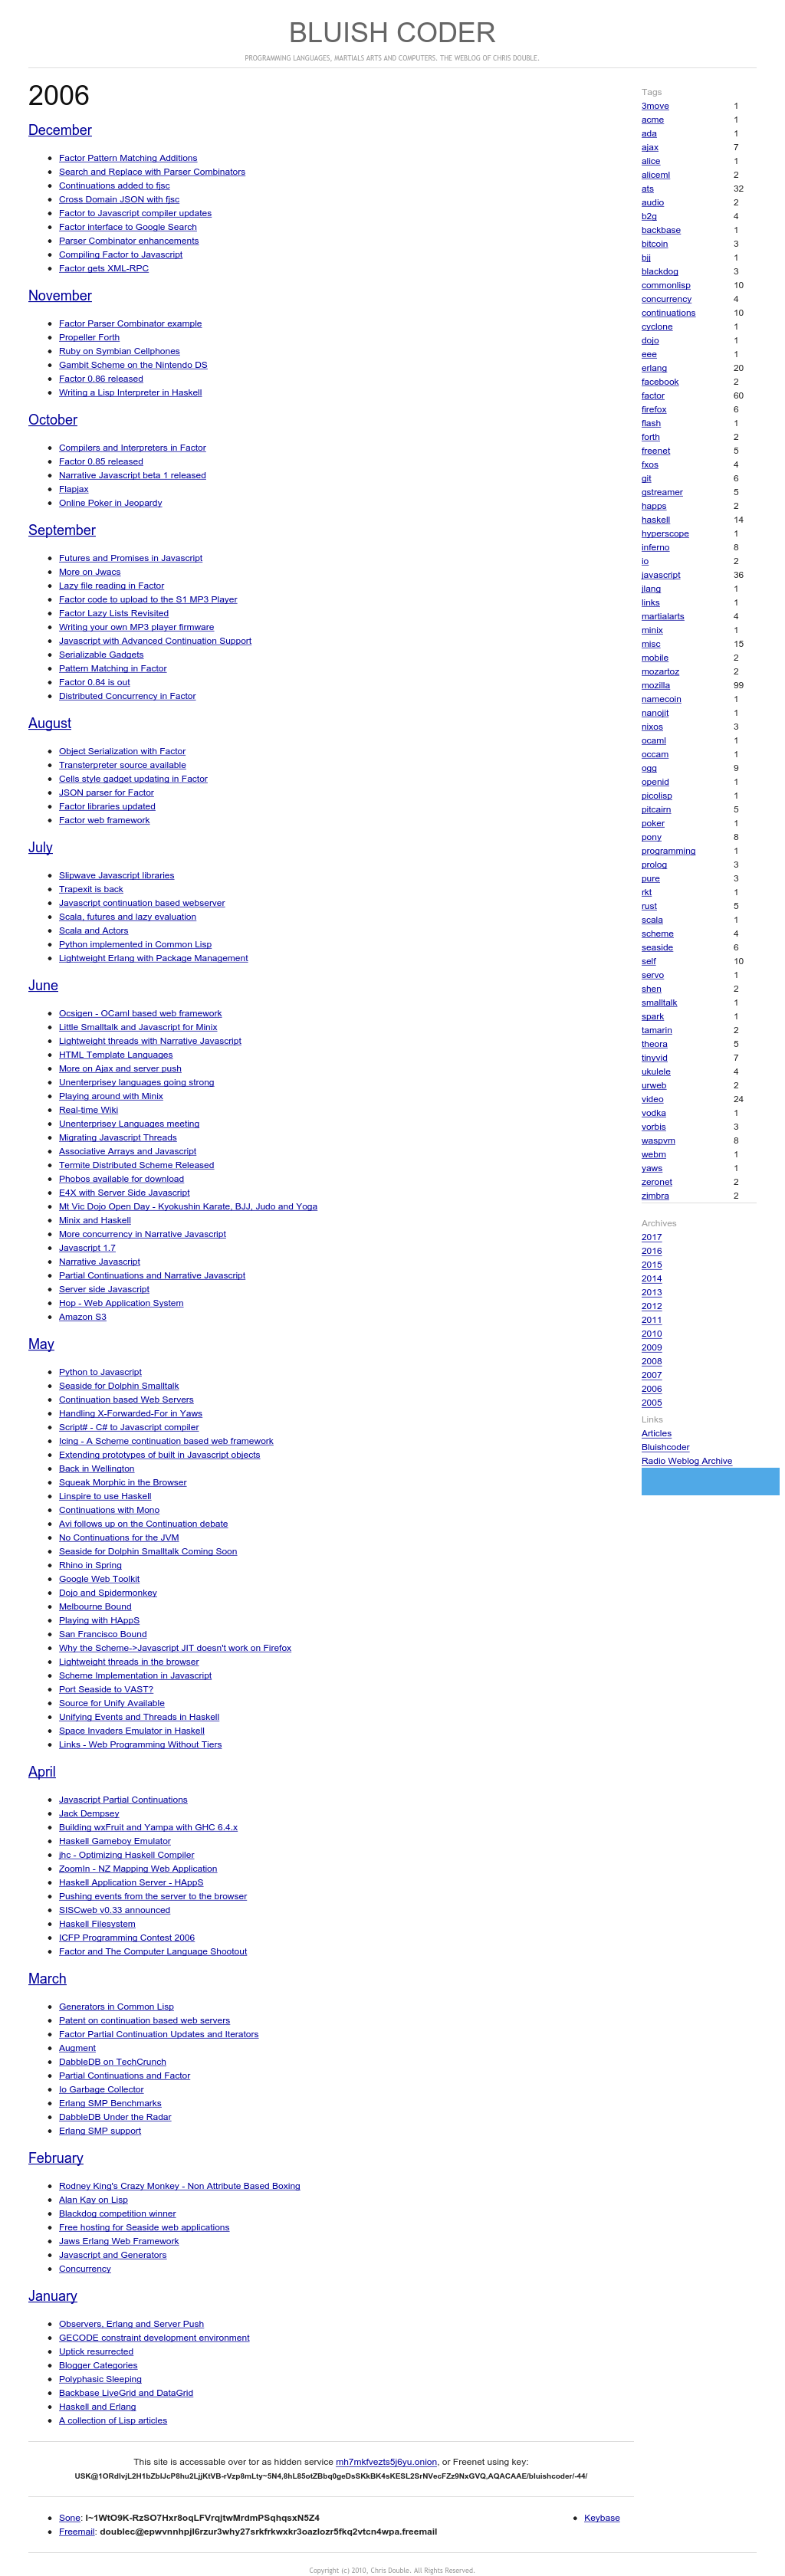 BLUISH CODER
PROGRAMMING LANGUAGES, MARTIALS ARTS AND COMPUTERS. THE WEBLOG OF CHRIS DOUBLE.
2006
December
Factor Pattern Matching Additions
Search and Replace with Parser Combinators
Continuations added to fjsc
Cross Domain JSON with fjsc
Factor to Javascript compiler updates
Factor interface to Google Search
Parser Combinator enhancements
Compiling Factor to Javascript
Factor gets XML-RPC
November
Factor Parser Combinator example
Propeller Forth
Ruby on Symbian Cellphones
Gambit Scheme on the Nintendo DS
Factor 0.86 released
Writing a Lisp Interpreter in Haskell
October
Compilers and Interpreters in Factor
Factor 0.85 released
Narrative Javascript beta 1 released
Flapjax
Online Poker in Jeopardy
September
Futures and Promises in Javascript
More on Jwacs
Lazy file reading in Factor
Factor code to upload to the S1 MP3 Player
Factor Lazy Lists Revisited
Writing your own MP3 player firmware
Javascript with Advanced Continuation Support
Serializable Gadgets
Pattern Matching in Factor
Factor 0.84 is out
Distributed Concurrency in Factor
August
Object Serialization with Factor
Transterpreter source available
Cells style gadget updating in Factor
JSON parser for Factor
Factor libraries updated
Factor web framework
July
Slipwave Javascript libraries
Trapexit is back
Javascript continuation based webserver
Scala, futures and lazy evaluation
Scala and Actors
Python implemented in Common Lisp
Lightweight Erlang with Package Management
June
Ocsigen - OCaml based web framework
Little Smalltalk and Javascript for Minix
Lightweight threads with Narrative Javascript
HTML Template Languages
More on Ajax and server push
Unenterprisey languages going strong
Playing around with Minix
Real-time Wiki
Unenterprisey Languages meeting
Migrating Javascript Threads
Associative Arrays and Javascript
Termite Distributed Scheme Released
Phobos available for download
E4X with Server Side Javascript
Mt Vic Dojo Open Day - Kyokushin Karate, BJJ, Judo and Yoga
Minix and Haskell
More concurrency in Narrative Javascript
Javascript 1.7
Narrative Javascript
Partial Continuations and Narrative Javascript
Server side Javascript
Hop - Web Application System
Amazon S3
May
Python to Javascript
Seaside for Dolphin Smalltalk
Continuation based Web Servers
Handling X-Forwarded-For in Yaws
Script# - C# to Javascript compiler
Icing - A Scheme continuation based web framework
Extending prototypes of built in Javascript objects
Back in Wellington
Squeak Morphic in the Browser
Linspire to use Haskell
Continuations with Mono
Avi follows up on the Continuation debate
No Continuations for the JVM
Seaside for Dolphin Smalltalk Coming Soon
Rhino in Spring
Google Web Toolkit
Dojo and Spidermonkey
Melbourne Bound
Playing with HAppS
San Francisco Bound
Why the Scheme->Javascript JIT doesn't work on Firefox
Lightweight threads in the browser
Scheme Implementation in Javascript
Port Seaside to VAST?
Source for Unify Available
Unifying Events and Threads in Haskell
Space Invaders Emulator in Haskell
Links - Web Programming Without Tiers
April
Javascript Partial Continuations
Jack Dempsey
Building wxFruit and Yampa with GHC 6.4.x
Haskell Gameboy Emulator
jhc - Optimizing Haskell Compiler
ZoomIn - NZ Mapping Web Application
Haskell Application Server - HAppS
Pushing events from the server to the browser
SISCweb v0.33 announced
Haskell Filesystem
ICFP Programming Contest 2006
Factor and The Computer Language Shootout
March
Generators in Common Lisp
Patent on continuation based web servers
Factor Partial Continuation Updates and Iterators
Augment
DabbleDB on TechCrunch
Partial Continuations and Factor
Io Garbage Collector
Erlang SMP Benchmarks
DabbleDB Under the Radar
Erlang SMP support
February
Rodney King's Crazy Monkey - Non Attribute Based Boxing
Alan Kay on Lisp
Blackdog competition winner
Free hosting for Seaside web applications
Jaws Erlang Web Framework
Javascript and Generators
Concurrency
January
Observers, Erlang and Server Push
GECODE constraint development environment
Uptick resurrected
Blogger Categories
Polyphasic Sleeping
Backbase LiveGrid and DataGrid
Haskell and Erlang
A collection of Lisp articles
Tags
3move 1
acme 1
ada 1
ajax 7
alice 1
aliceml 2
ats 32
audio 2
b2g 4
backbase 1
bitcoin 3
bjj 1
blackdog 3
commonlisp 10
concurrency 4
continuations 10
cyclone 1
dojo 1
eee 1
erlang 20
facebook 2
factor 60
firefox 6
flash 1
forth 2
freenet 5
fxos 4
git 6
gstreamer 5
happs 2
haskell 14
hyperscope 1
inferno 8
io 2
javascript 36
jlang 1
links 1
martialarts 4
minix 1
misc 15
mobile 2
mozartoz 2
mozilla 99
namecoin 1
nanojit 1
nixos 3
ocaml 1
occam 1
ogg 9
openid 1
picolisp 1
pitcairn 5
poker 1
pony 8
programming 1
prolog 3
pure 3
rkt 1
rust 5
scala 1
scheme 4
seaside 6
self 10
servo 1
shen 2
smalltalk 1
spark 1
tamarin 2
theora 5
tinyvid 7
ukulele 4
urweb 2
video 24
vodka 1
vorbis 3
waspvm 8
webm 1
yaws 1
zeronet 2
zimbra 2
Archives
2017
2016
2015
2014
2013
2012
2011
2010
2009
2008
2007
2006
2005
Links
Articles
Bluishcoder
Radio Weblog Archive
This site is accessable over tor as hidden service mh7mkfvezts5j6yu.onion, or Freenet using key:
USK@1ORdIvjL2H1bZblJcP8hu2LjjKtVB-rVzp8mLty~5N4,8hL85otZBbq0geDsSKkBK4sKESL2SrNVecFZz9NxGVQ,AQACAAE/bluishcoder/-44/
Sone: l~1WtO9K-RzSO7Hxr8oqLFVrqjtwMrdmPSqhqsxN5Z4
Keybase
Freemail: doublec@epwvnnhpjl6rzur3why27srkfrkwxkr3oazlozr5fkq2vtcn4wpa.freemail
Copyright (c) 2010, Chris Double. All Rights Reserved.